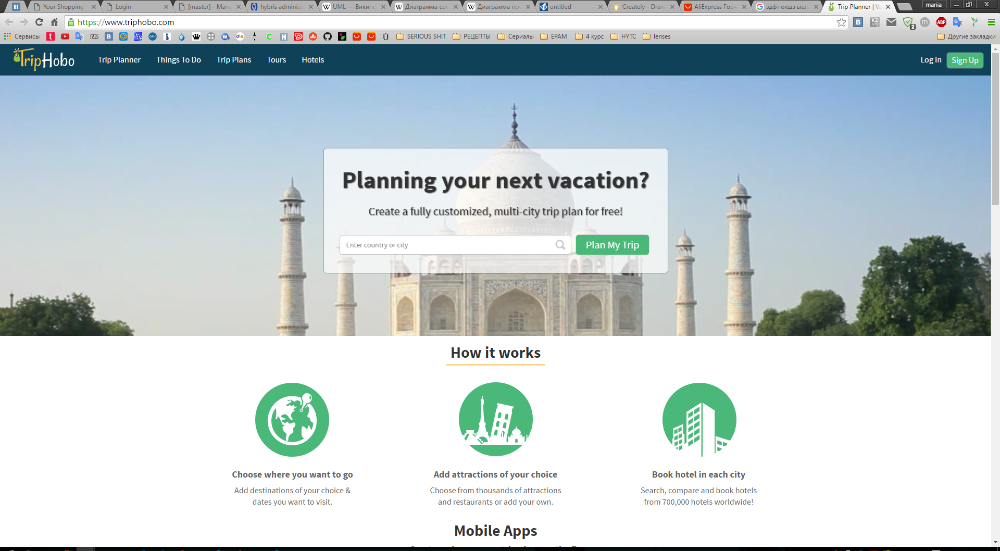 Your Shopping
Login
[master] - Mana
hybris administ
UML — Викип
Диаграмма сос
Диаграмма пос
untitled
Creately - Draw
AliExpress Горя
здфт екшз ыше
Trip Planner | Va
mariia
https://www.triphobo.com
Сервисы
SERIOUS SHIT
РЕЦЕПТЫ
Сериалы
EPAM
4 курс
НУТС
lenses
Другие закладки
TripHobo
Trip Planner
Things To Do
Trip Plans
Tours
Hotels
Log In
Sign Up
Planning your next vacation?
Create a fully customized, multi-city trip plan for free!
Enter country or city
Plan My Trip
How it works
Choose where you want to go
Add destinations of your choice &
dates you want to visit.
Add attractions of your choice
Choose from thousands of attractions
and restaurants or add your own.
Book hotel in each city
Search, compare and book hotels
from 700,000 hotels worldwide!
Mobile Apps